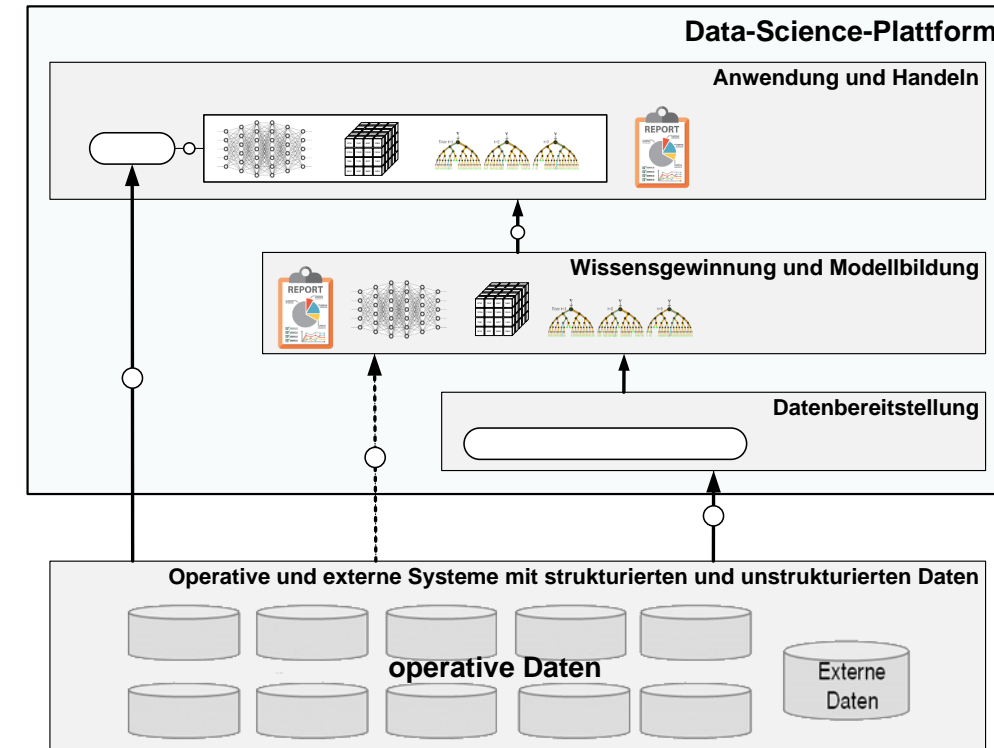 Data-Science-Plattform
Anwendung und Handeln
REPORT
Wissensgewinnung und Modellbildung
REPORT
Datenbereitstellung
Operative und externe Systeme mit strukturierten und unstrukturierten Daten
operative Daten
Externe
Daten